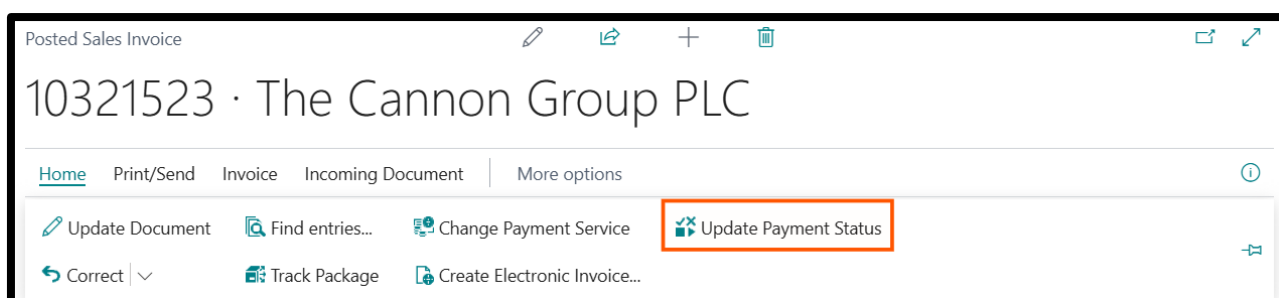 Posted Sales Invoice
10321523 · The Cannon Group PLC
Home Print/Send Invoice Incoming Document More options
Update Document Find entries... Change Payment Service Update Payment Status
Correct Track Package Create Electronic Invoice...